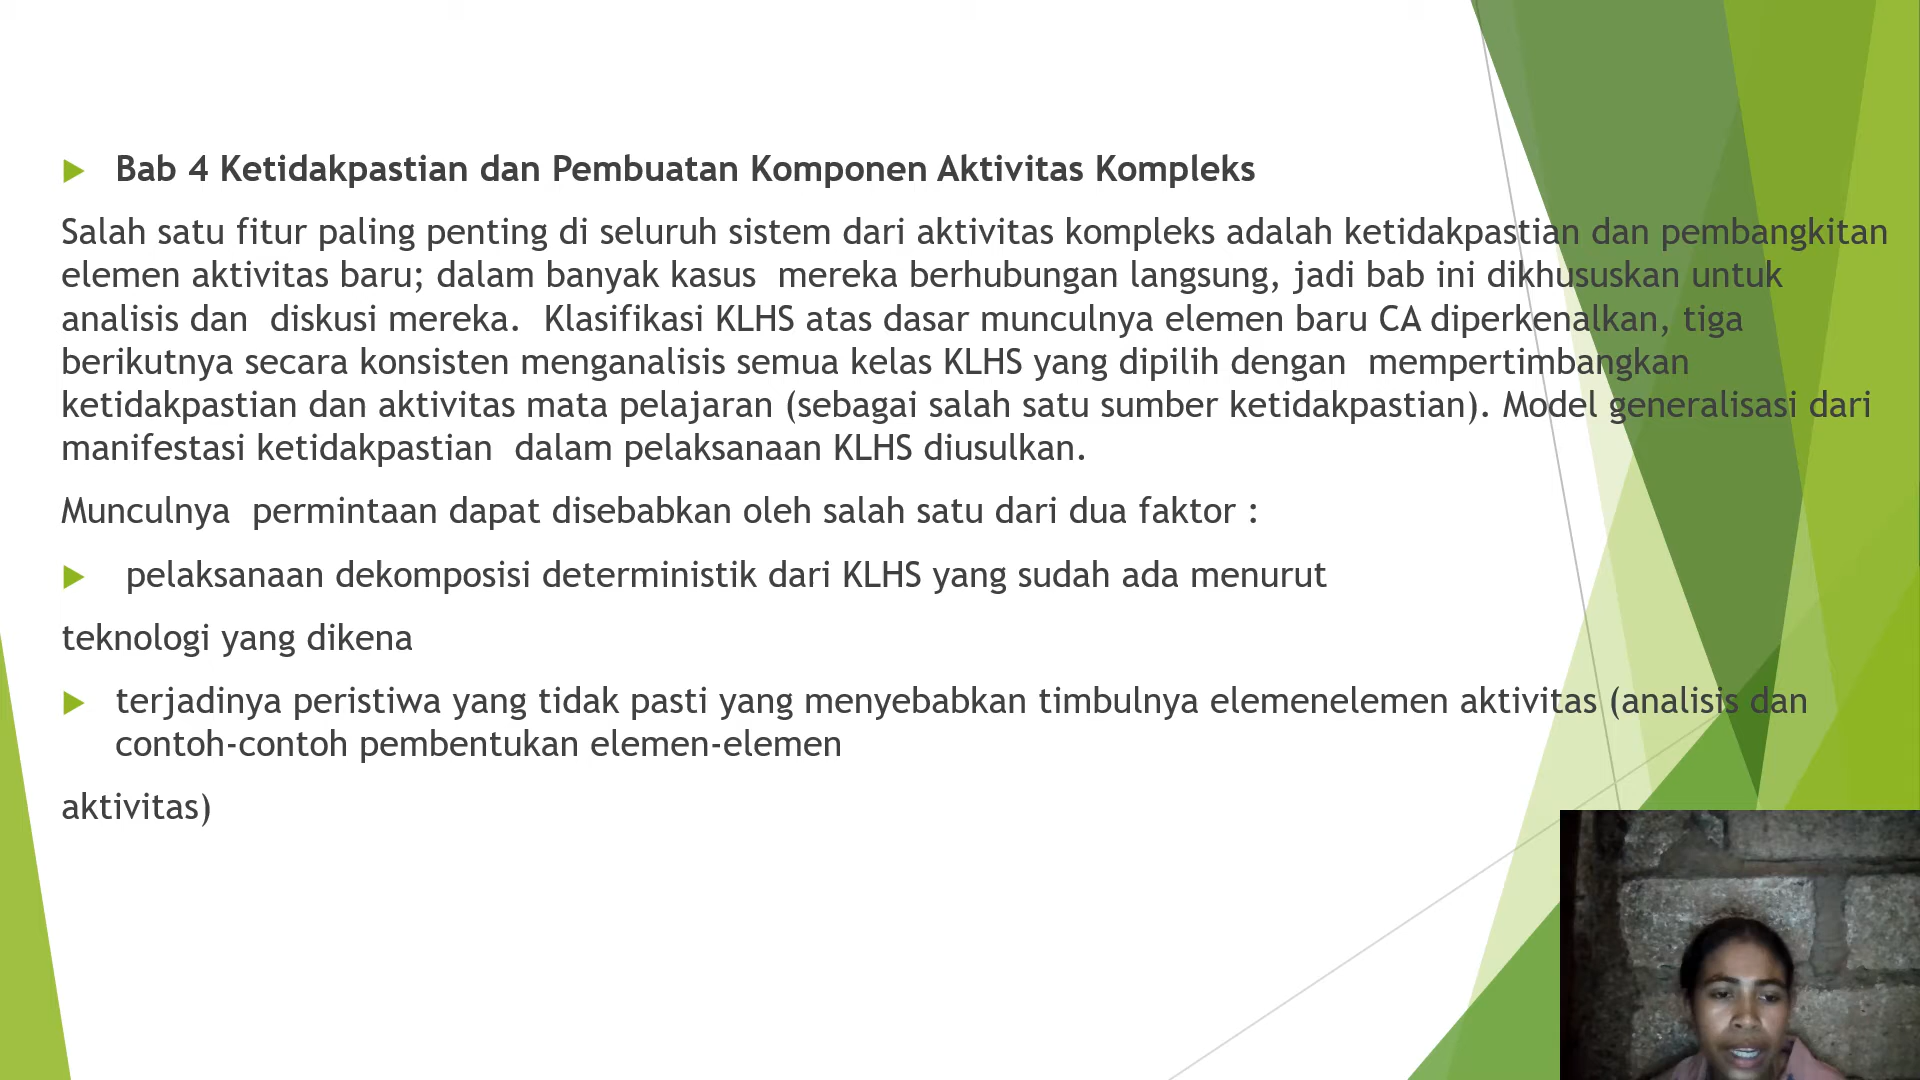 Bab 4 Ketidakpastian dan Pembuatan Komponen Aktivitas Kompleks
Salah satu fitur paling penting di seluruh sistem dari aktivitas kompleks adalah ketidakpastian dan pembangkitan
elemen aktivitas baru; dalam banyak kasus  mereka berhubungan langsung, jadi bab ini dikhususkan untuk
analisis dan  diskusi mereka.  Klasifikasi KLHS atas dasar munculnya elemen baru CA diperkenalkan, tiga
berikutnya secara konsisten menganalisis semua kelas KLHS yang dipilih dengan  mempertimbangkan
ketidakpastian dan aktivitas mata pelajaran (sebagai salah satu sumber ketidakpastian). Model generalisasi dari
manifestasi ketidakpastian  dalam pelaksanaan KLHS diusulkan.
Munculnya  permintaan dapat disebabkan oleh salah satu dari dua faktor :
pelaksanaan dekomposisi deterministik dari KLHS yang sudah ada menurut
teknologi yang dikena
terjadinya peristiwa yang tidak pasti yang menyebabkan timbulnya elemenelemen aktivitas (analisis dan
contoh-contoh pembentukan elemen-elemen
aktivitas)